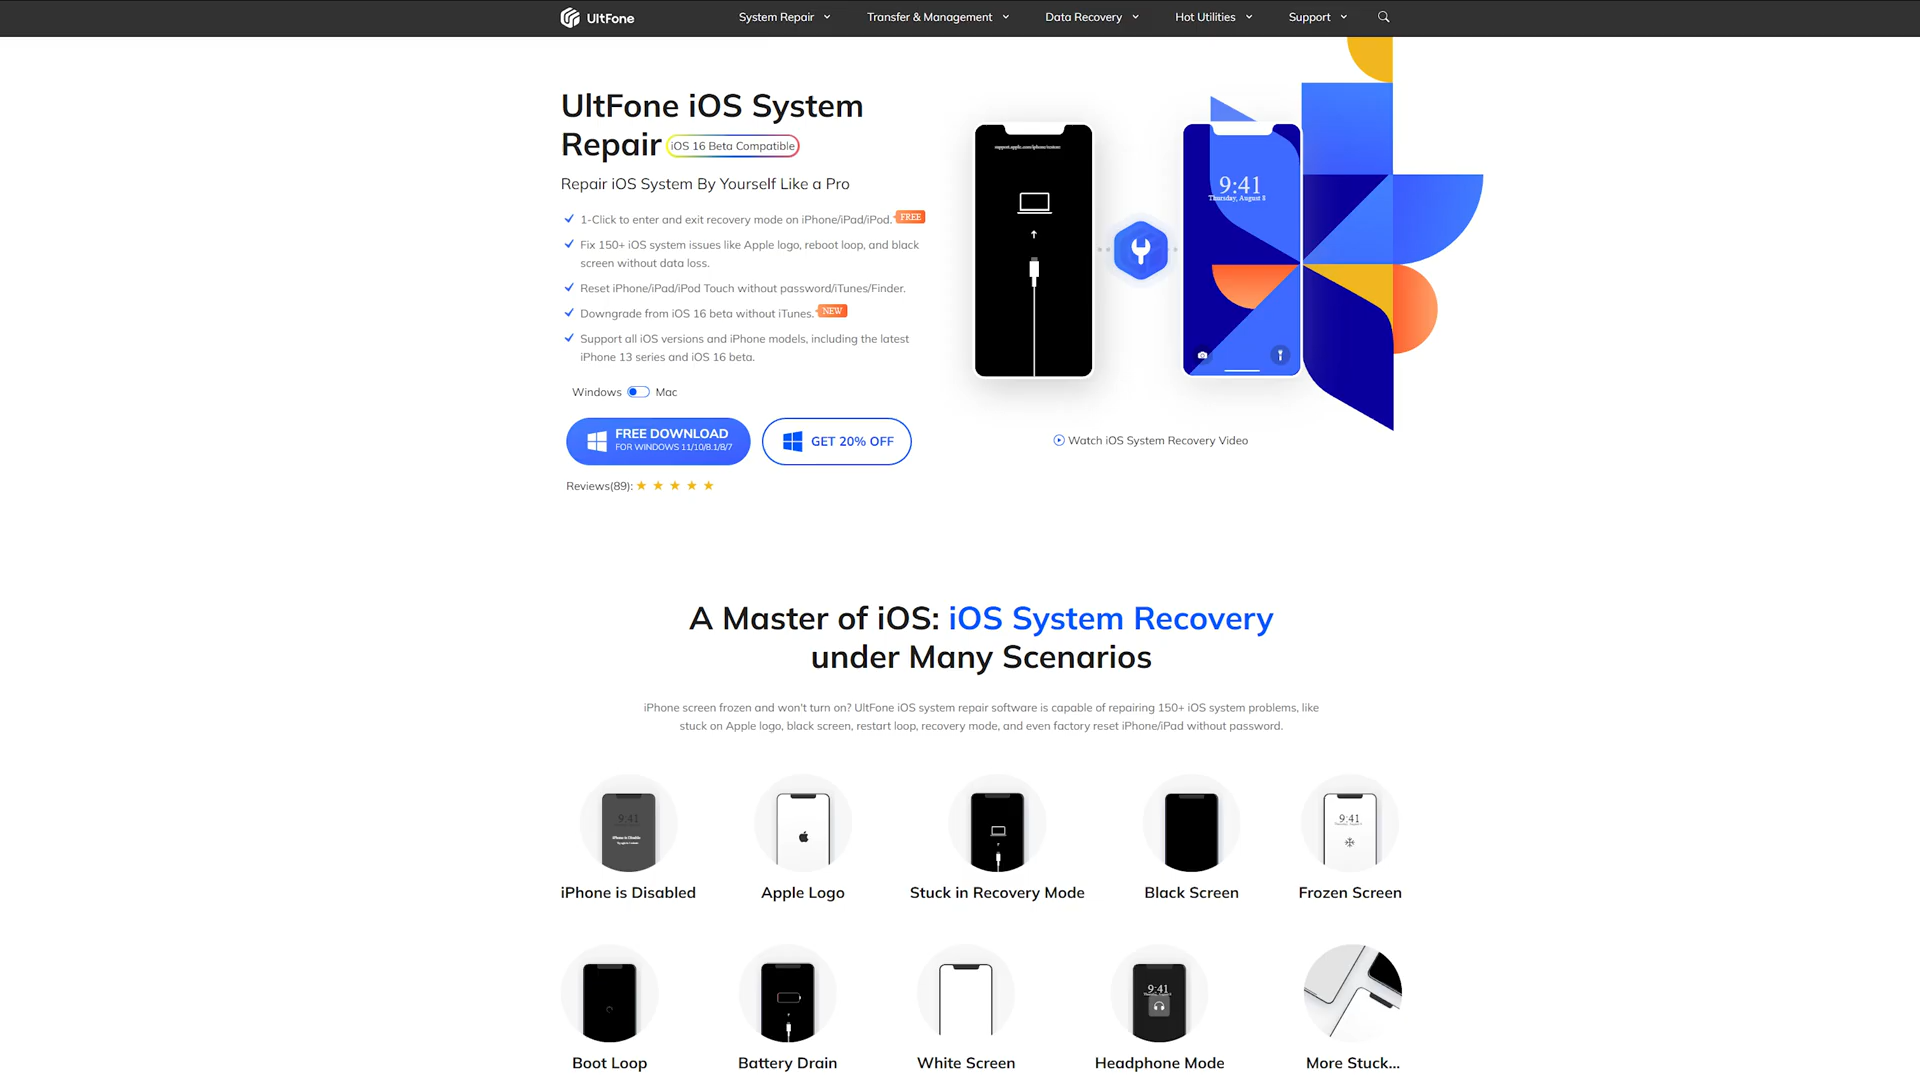 UltFone
System Repair
Transfer & Management
Data Recovery
Hot Utilities
Support
UltFone iOS System
Repair
iOS 16 Beta Compatible
Repair iOS System By Yourself Like a Pro
1-Click to enter and exit recovery mode on iPhone/iPad/iPod.
FREE
Fix 150+ iOS system issues like Apple logo, reboot loop, and black
screen without data loss.
Reset iPhone/iPad/iPod Touch without password/iTunes/Finder.
Downgrade from iOS 16 beta without iTunes.
NEW
Support all iOS versions and iPhone models, including the latest
iPhone 13 series and iOS 16 beta.
Windows
Mac
FREE DOWNLOAD
FOR WINDOWS 11/10/8.1/8/7
GET 20% OFF
Reviews(89):
support.apple.com/iphone/restore
9:41
Thursday, August 8
Watch iOS System Recovery Video
A Master of iOS: iOS System Recovery
under Many Scenarios
iPhone screen frozen and won't turn on? UltFone iOS system repair software is capable of repairing 150+ iOS system problems, like
stuck on Apple logo, black screen, restart loop, recovery mode, and even factory reset iPhone/iPad without password.
9:41
iPhone is Disable
9:41
iPhone is Disabled
Apple Logo
Stuck in Recovery Mode
Black Screen
Frozen Screen
9:41
Boot Loop
Battery Drain
White Screen
Headphone Mode
More Stuck...